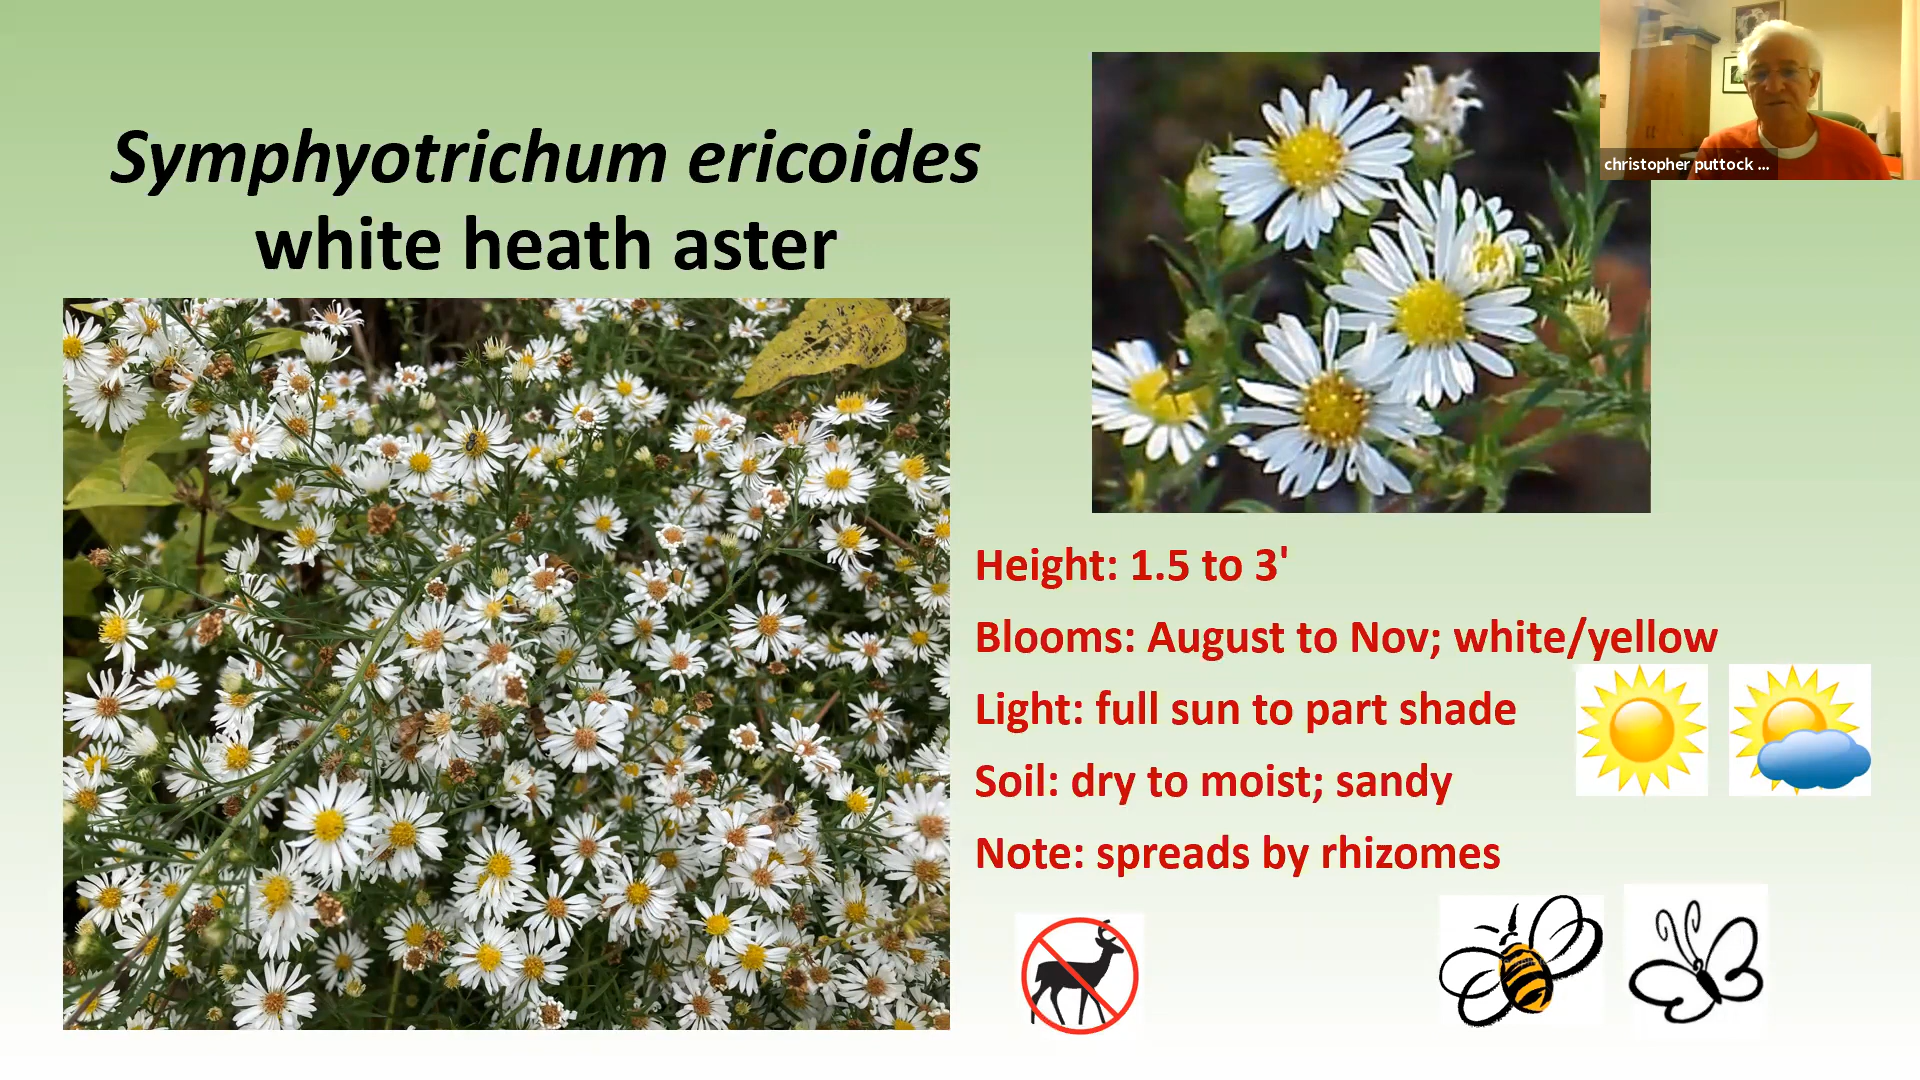 Symphyotrichum ericoides
white heath aster
christopher puttock ...
Height: 1.5 to 3'
Blooms: August to Nov; white/yellow
Light: full sun to part shade
Soil: dry to moist; sandy
Note: spreads by rhizomes